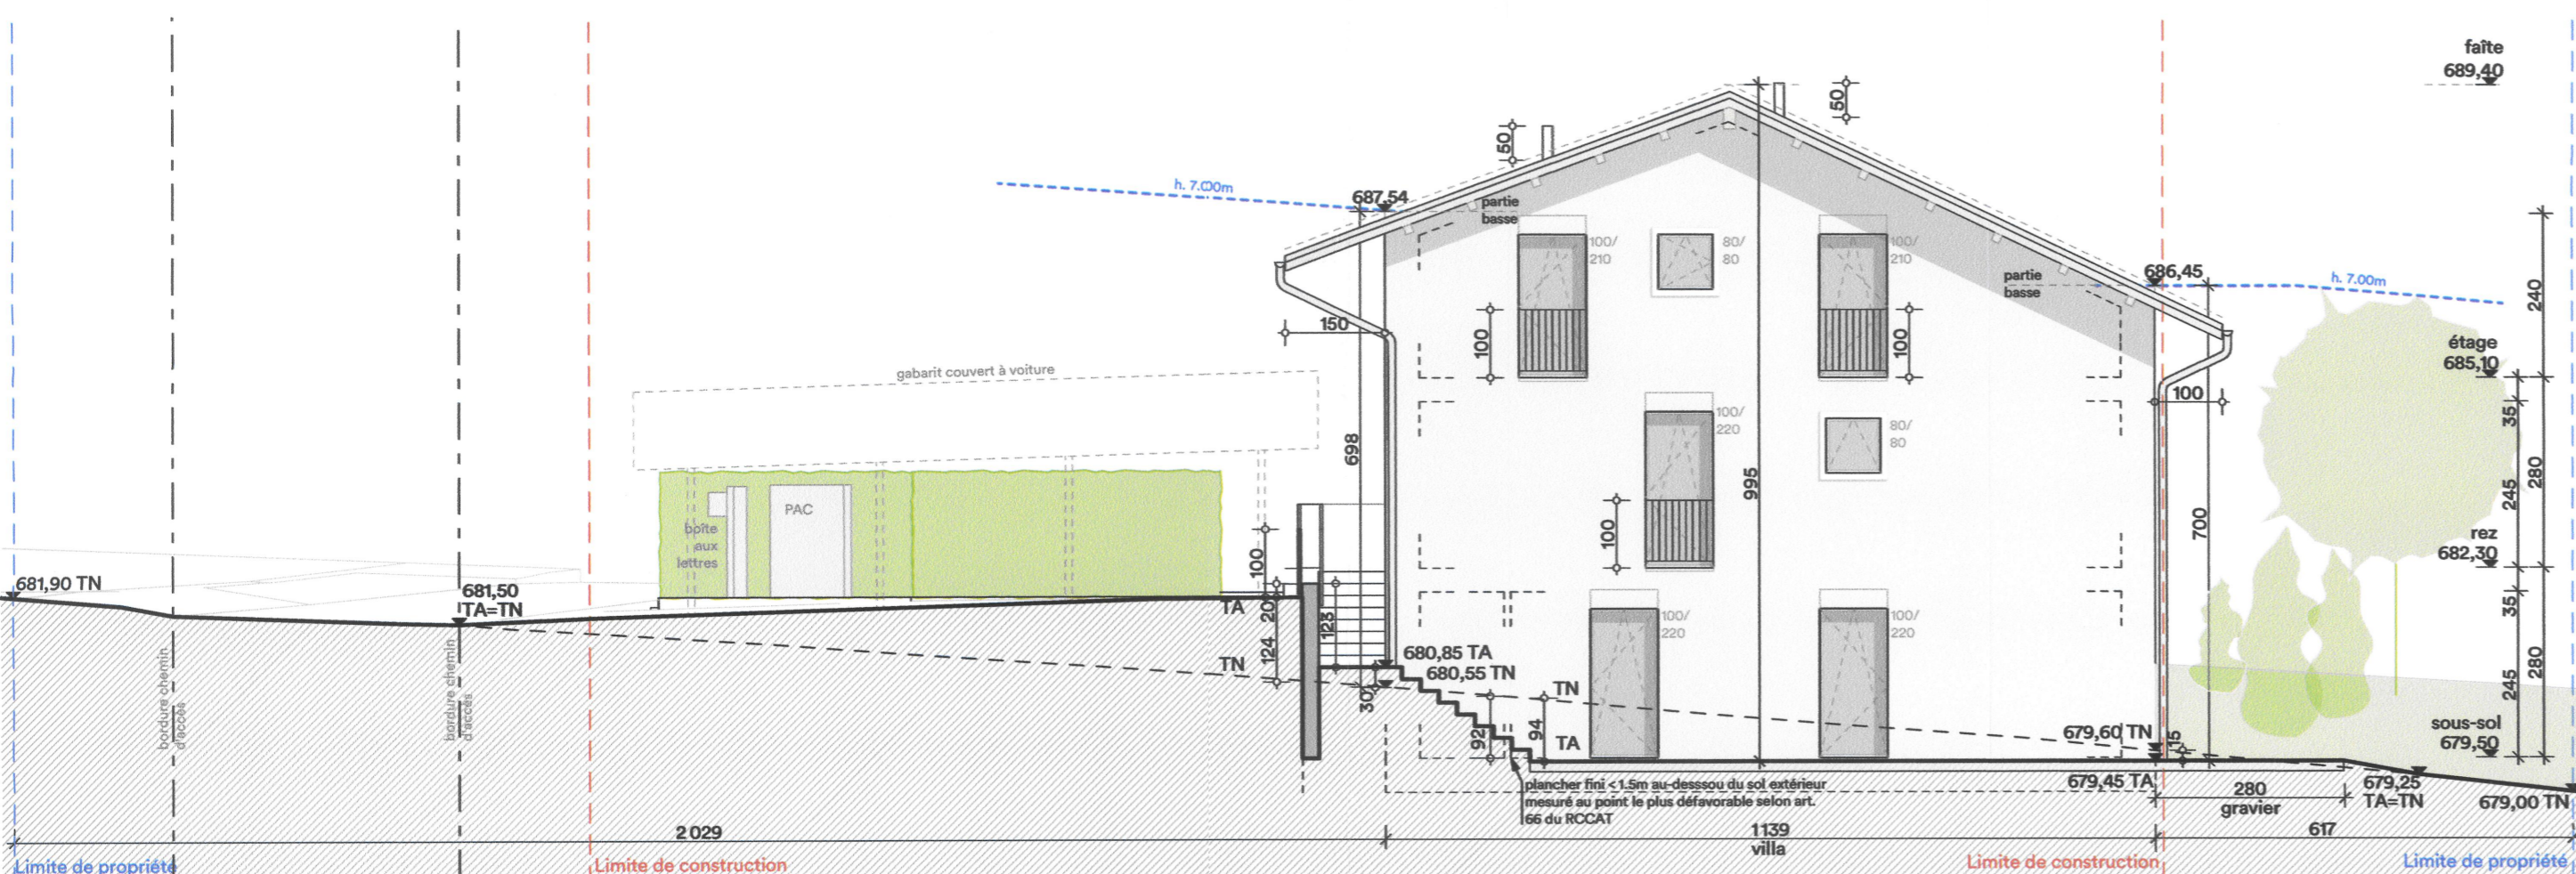 faîte
689,40
50
50
h. 7.00m
687,54
partie
basse
100/
210
80/
80
100/
210
partie
basse
686,45
h. 7.00m
240
150
100
100
étage
685,10
gabarit couvert à voiture
100
35
100/
220
80/
80
698
995
245
280
PAC
boîte
aux
lettres
100
100
700
rez
682,30
681,90 TN
681,50
TA=TN
TA
20
123
100/
220
100/
220
35
bordure chemin
d'accès
bordure chemin
d'accès
TN
124
680,85 TA
680,55 TN
30
TN
245
280
92
94
TA
679,60 TN
15
sous-sol
679,50
plancher fini < 1.5m au-desssou du sol extérieur
mesuré au point le plus défavorable selon art.
66 du RCCAT
679,45 TA
280
gravier
679,25
TA=TN
679,00 TN
2 029
1139
villa
617
Limite de propriété
Limite de construction
Limite de construction
Limite de propriété